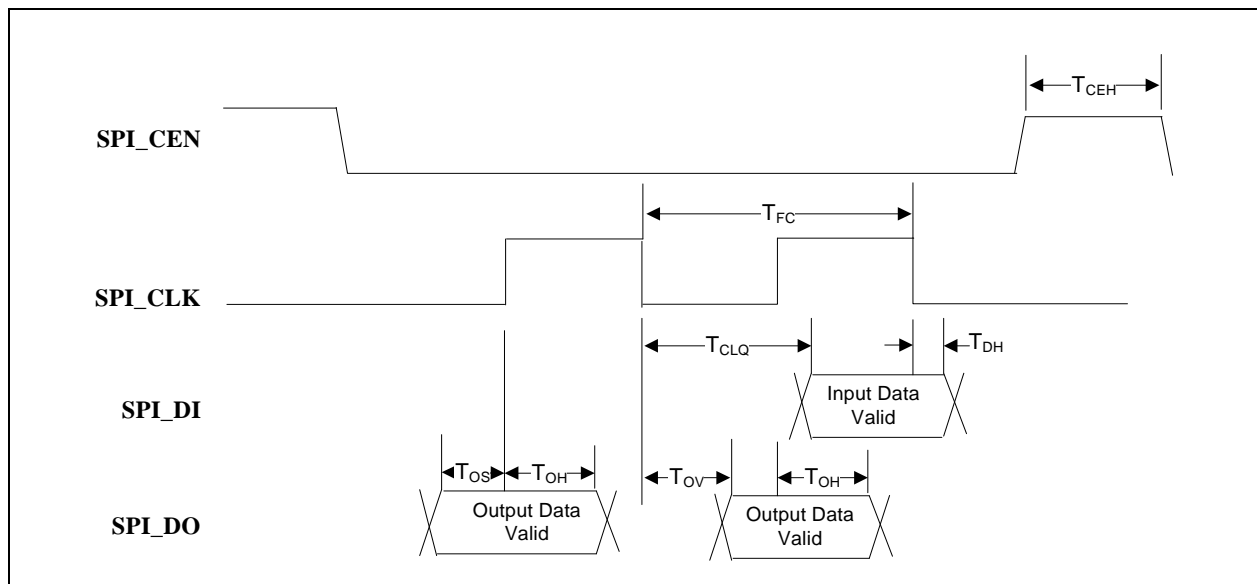 T_CEH
SPI_CEN
T_FC
SPI_CLK
T_CLQ
T_DH
Input Data
Valid
SPI_DI
T_OS
T_OH
T_OV
T_OH
Output Data
Valid
Output Data
Valid
SPI_DO